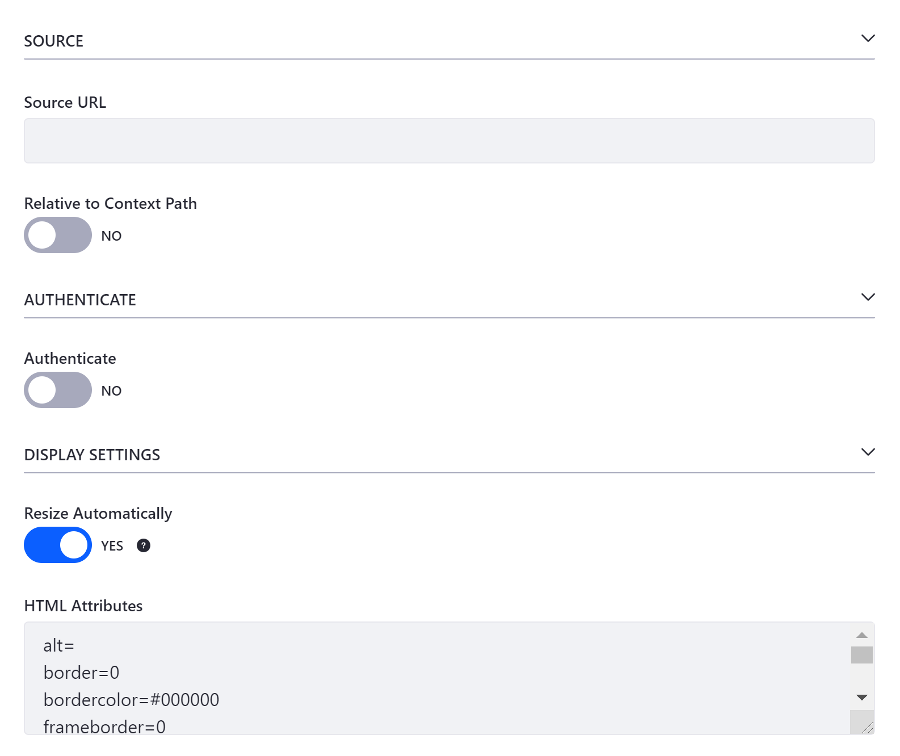 SOURCE
Source URL
Relative to Context Path
NO
AUTHENTICATE
Authenticate
NO
DISPLAY SETTINGS
Resize Automatically
YES ?
HTML Attributes
alt=
border=0
bordercolor=#000000
frameborder=0